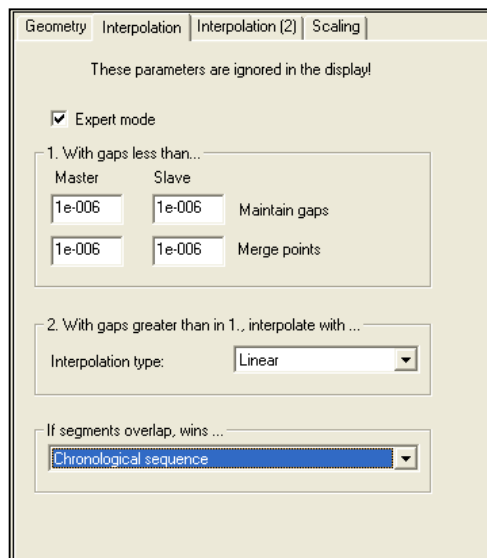 Geometry Interpolation Interpolation (2) Scaling
These parameters are ignored in the display!
Expert mode
1. With gaps less than...
Master Slave
1e-006 1e-006 Maintain gaps
1e-006 1e-006 Merge points
2. With gaps greater than in 1., interpolate with ...
Interpolation type: Linear
If segments overlap, wins ...
Chronological sequence